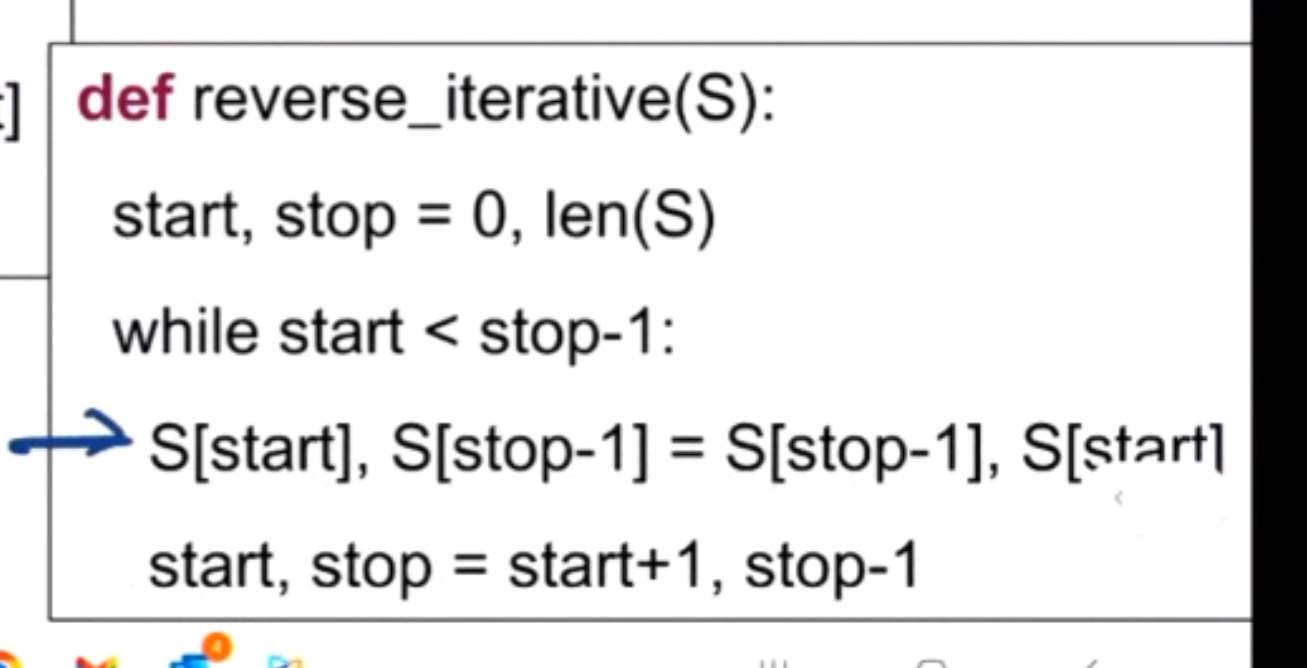 ]
def reverse_iterative(S):
start, stop = 0, len(S)
while start < stop-1:
S[start], S[stop-1] = S[stop-1], S[start]
start, stop = start+1, stop-1
4